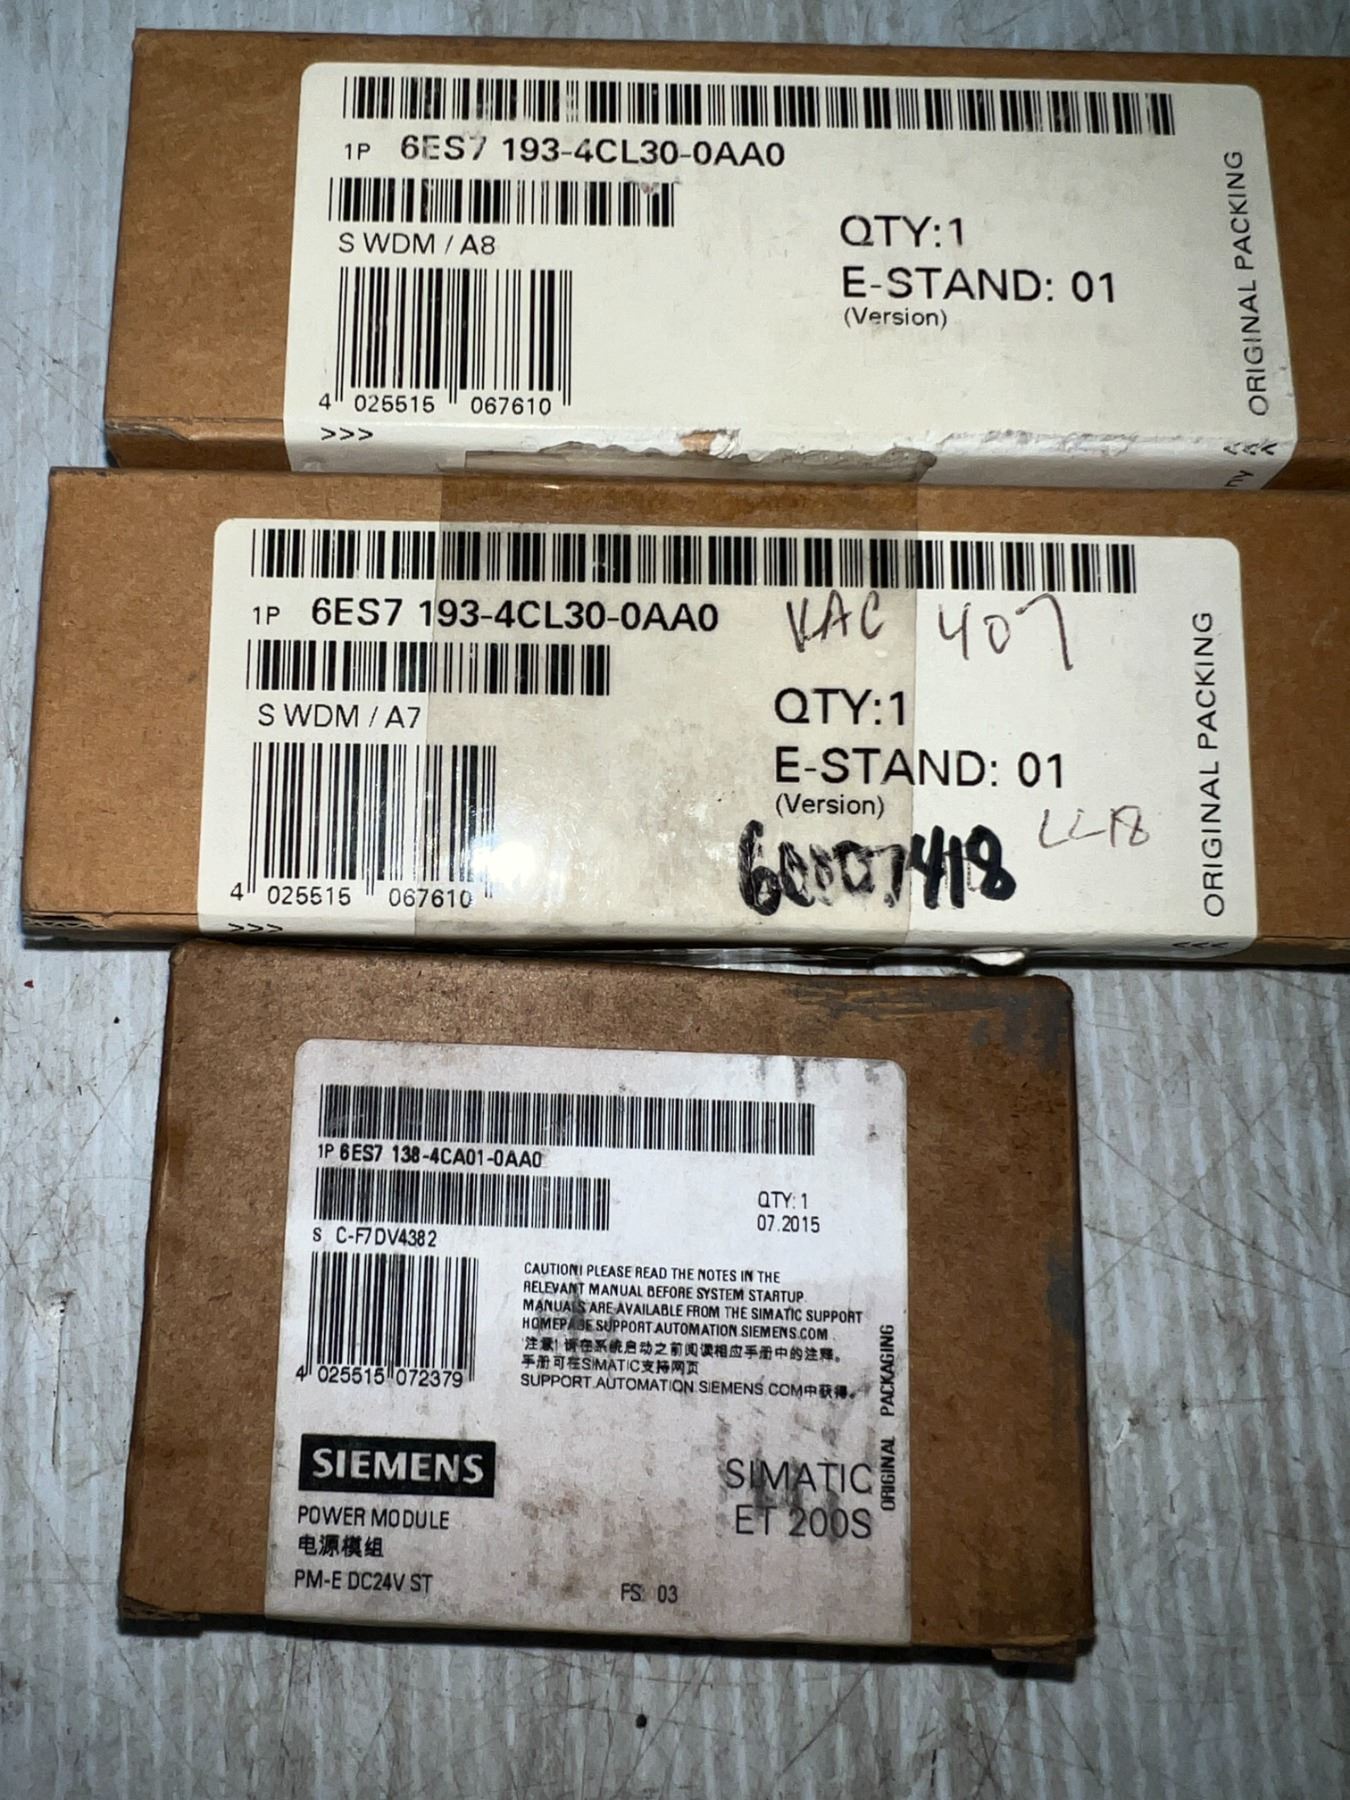 1P 6ES7 193-4CL30-0AA0
S WDM / A8
QTY:1
E-STAND: 01
(Version)
4 025515 067610
>>>
ORIGINAL PACKING
1P 6ES7 193-4CL30-0AA0
VAC 407
S WDM / A7
QTY:1
E-STAND: 01
(Version)
4 025515 067610
>>>
ORIGINAL PACKING
1P 6ES7 138-4CA01-0AA0
S C-F7DV4382
QTY: 1
07.2015
CAUTION! PLEASE READ THE NOTES IN THE
RELEVANT MANUAL BEFORE SYSTEM STARTUP.
MANUALS ARE AVAILABLE FROM THE SIMATIC SUPPORT
HOMEPAGE SUPPORT.AUTOMATION.SIEMENS.COM.
注意! 请在系统启动之前阅读相应手册中的注释。
手册可在SIMATIC支持网页
SUPPORT.AUTOMATION.SIEMENS.COM中获得。
4 025515 072379
ORIGINAL PACKAGING
SIEMENS
SIMATIC
ET 200S
POWER MODULE
电源模组
PM-E DC24V ST
FS: 03